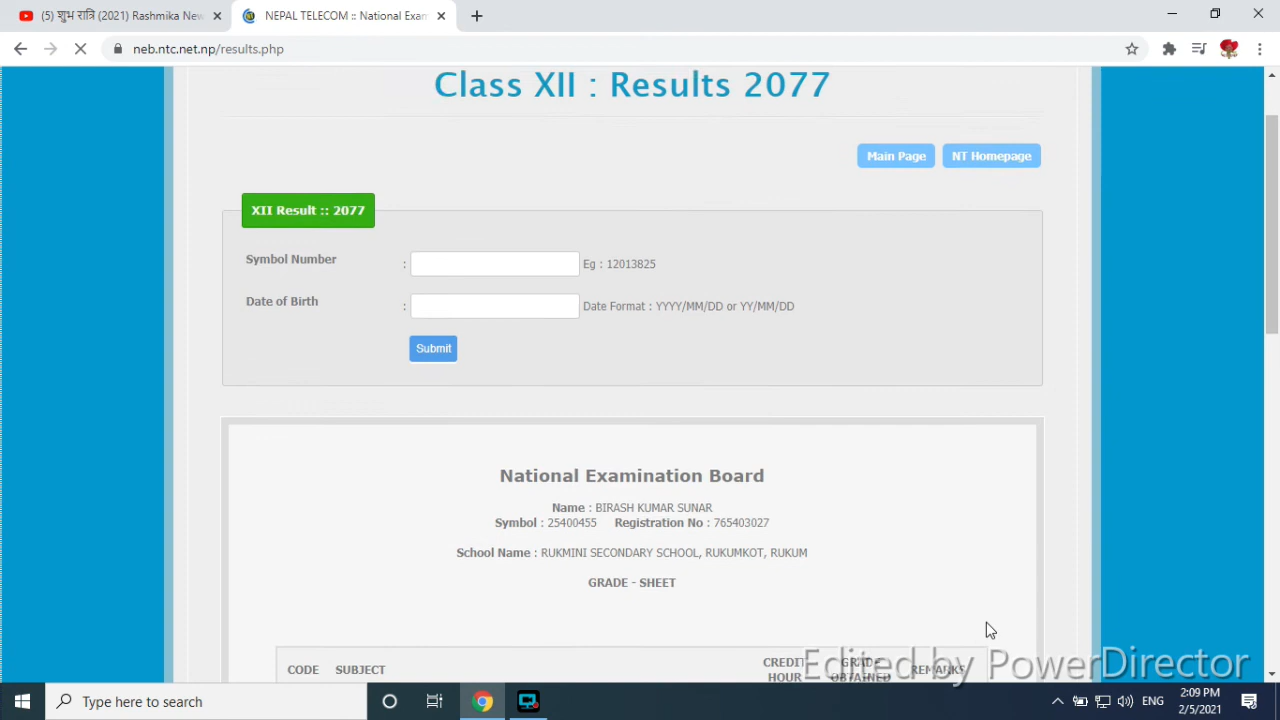 (5) शुभ रात्रि (2021) Rashmika New
NEPAL TELECOM :: National Exam
neb.ntc.net.np/results.php
Class XII : Results 2077
Main Page NT Homepage
XII Result :: 2077
Symbol Number : Eg : 12013825
Date of Birth : Date Format : YYYY/MM/DD or YY/MM/DD
Submit
National Examination Board
Name : BIRASH KUMAR SUNAR
Symbol : 25400455 Registration No : 765403027
School Name : RUKMINI SECONDARY SCHOOL, RUKUMKOT, RUKUM
GRADE - SHEET
CODE SUBJECT CREDIT HOUR GRADE OBTAINED REMARKS
Edited by PowerDirector
Type here to search
ENG
2:09 PM
2/5/2021